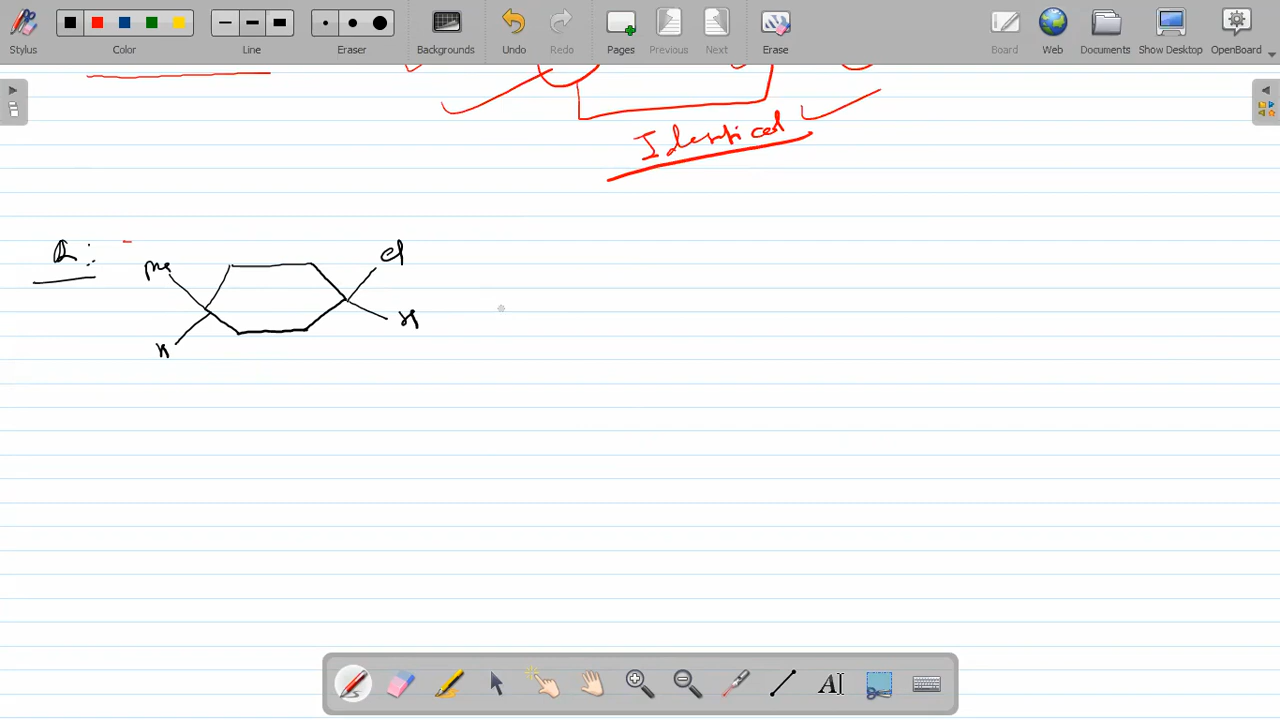 Stylus Color Line Eraser Backgrounds Undo Redo Pages Previous Next Erase Board Web Documents Show Desktop OpenBoard
Identical
Q:
Me Cl
H H